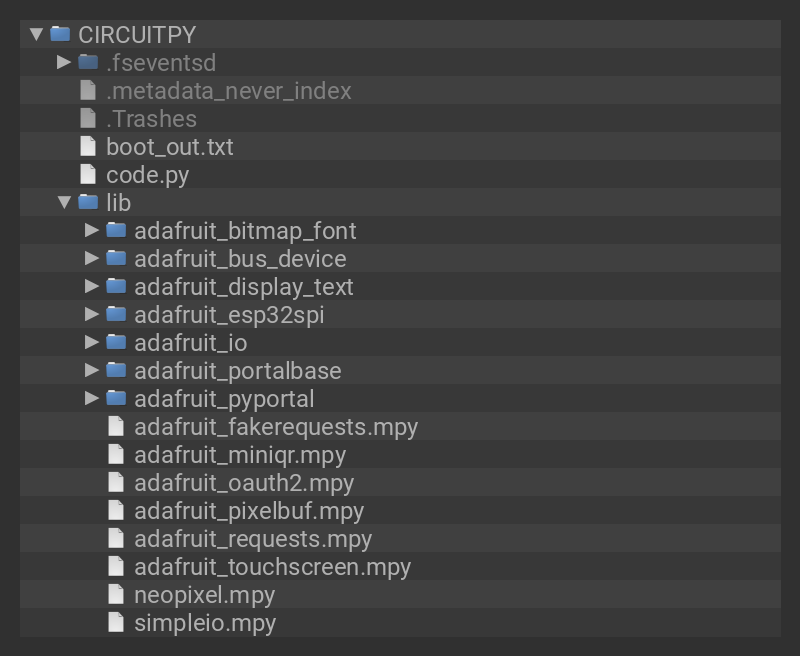 CIRCUITPY
.fseventsd
.metadata_never_index
.Trashes
boot_out.txt
code.py
lib
adafruit_bitmap_font
adafruit_bus_device
adafruit_display_text
adafruit_esp32spi
adafruit_io
adafruit_portalbase
adafruit_pyportal
adafruit_fakerequests.mpy
adafruit_miniqr.mpy
adafruit_oauth2.mpy
adafruit_pixelbuf.mpy
adafruit_requests.mpy
adafruit_touchscreen.mpy
neopixel.mpy
simpleio.mpy